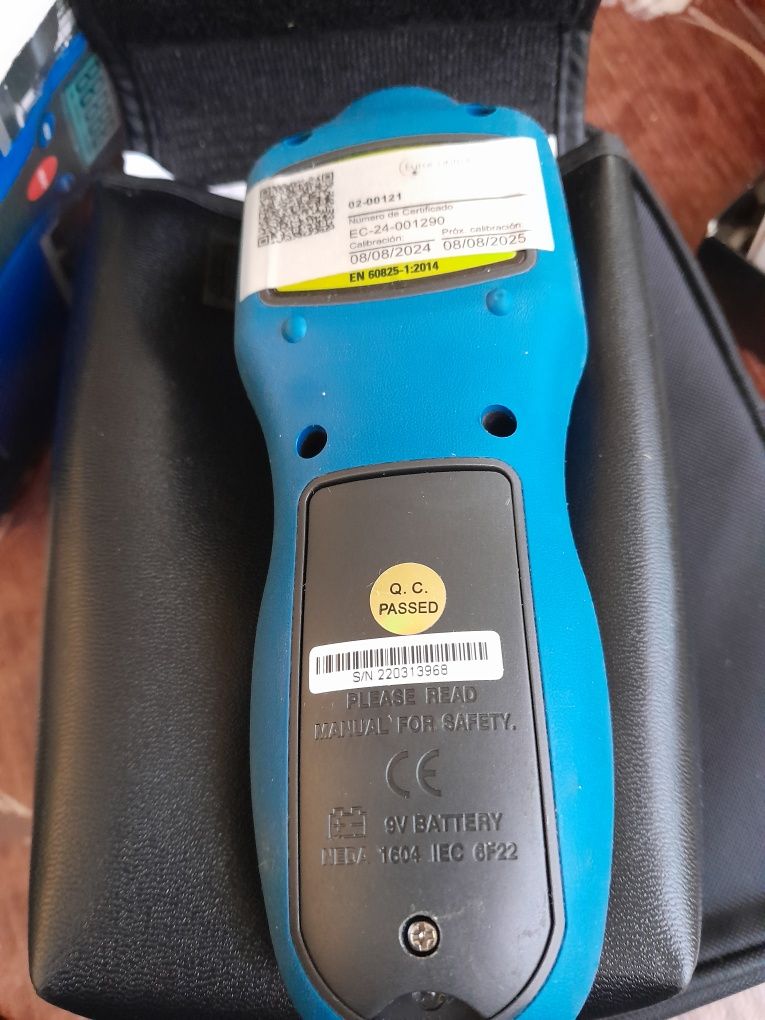 02-00121
Número de Certificado
EC-24-001290
Calibración: Próx. calibración:
08/08/2024 08/08/2025
EN 60825-1:2014
Q. C.
PASSED
S/N 220313968
PLEASE READ
MANUAL FOR SAFETY.
CE
9V BATTERY
NEDA 1604 IEC 6F22